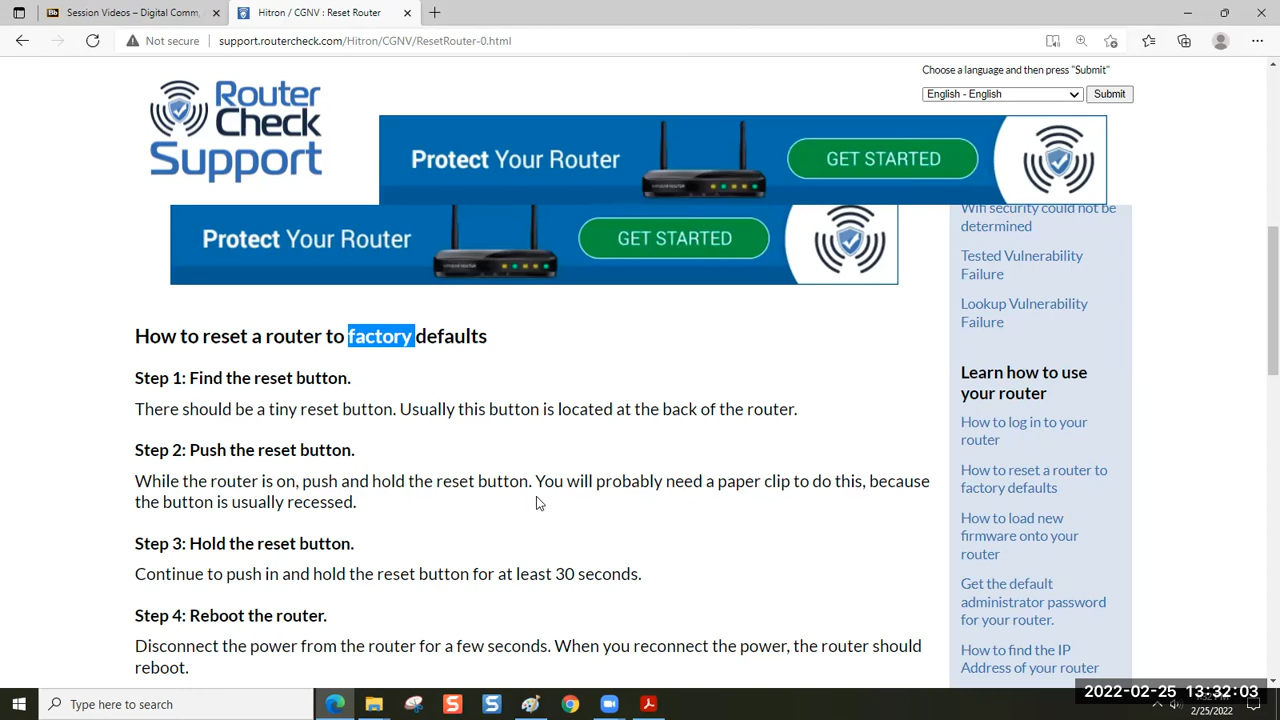 Session Videos – Digital Comm
Hitron / CGNV : Reset Router
Not secure
support.routercheck.com/Hitron/CGNV/ResetRouter-0.html
Choose a language and then press "Submit"
English - English
Submit
Router
Check
Support
Protect Your Router
GET STARTED
Protect Your Router
GET STARTED
Wifi security could not be
determined
Tested Vulnerability
Failure
Lookup Vulnerability
Failure
How to reset a router to factory defaults
Step 1: Find the reset button.
There should be a tiny reset button. Usually this button is located at the back of the router.
Step 2: Push the reset button.
While the router is on, push and hold the reset button. You will probably need a paper clip to do this, because
the button is usually recessed.
Step 3: Hold the reset button.
Continue to push in and hold the reset button for at least 30 seconds.
Step 4: Reboot the router.
Disconnect the power from the router for a few seconds. When you reconnect the power, the router should
reboot.
Learn how to use
your router
How to log in to your
router
How to reset a router to
factory defaults
How to load new
firmware onto your
router
Get the default
administrator password
for your router.
How to find the IP
Address of your router
Type here to search
2022-02-25 13:32:03
2/25/2022